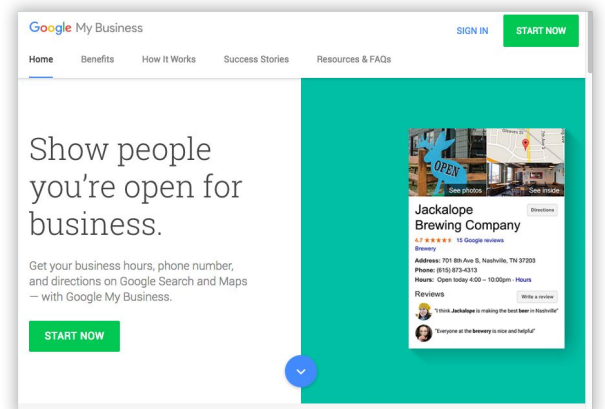 Google My Business
SIGN IN
START NOW
Home Benefits How It Works Success Stories Resources & FAQs
Show people
you're open for
business.
Get your business hours, phone number,
and directions on Google Search and Maps
— with Google My Business.
START NOW
OPEN
See photos
See inside
Jackalope
Brewing Company
Directions
4.7 ★★★★★ 15 Google reviews
Brewery
Address: 701 8th Ave S, Nashville, TN 37203
Phone: (615) 873-4313
Hours: Open today 4:00 – 10:00pm · Hours
Reviews
Write a review
"I think Jackalope is making the best beer in Nashville"
"Everyone at the brewery is nice and helpful"